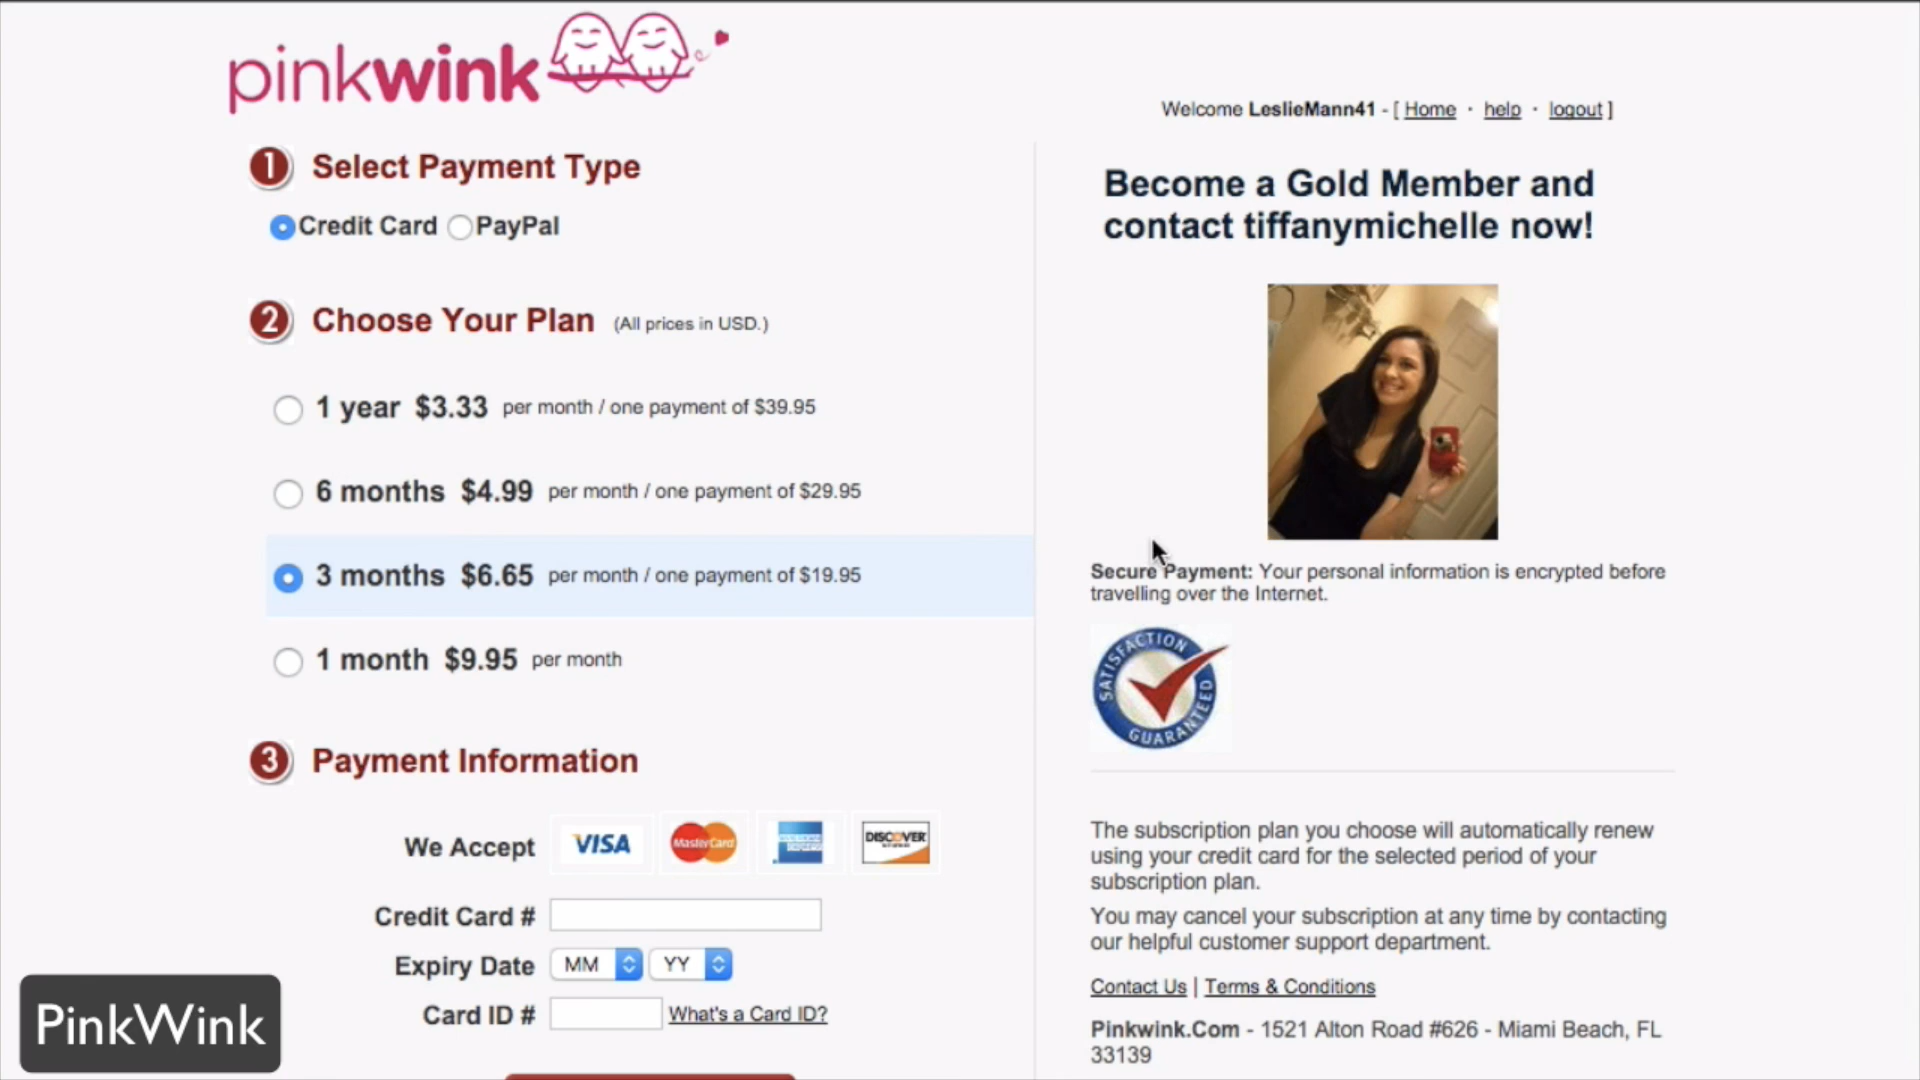 pinkwink
Welcome LeslieMann41 - [ Home · help · logout ]
1 Select Payment Type
Credit Card PayPal
2 Choose Your Plan (All prices in USD.)
1 year $3.33 per month / one payment of $39.95
6 months $4.99 per month / one payment of $29.95
3 months $6.65 per month / one payment of $19.95
1 month $9.95 per month
3 Payment Information
We Accept VISA MasterCard AMERICAN EXPRESS DISCOVER
Credit Card #
Expiry Date MM YY
Card ID # What's a Card ID?
PinkWink
Become a Gold Member and
contact tiffanymichelle now!
Secure Payment: Your personal information is encrypted before
travelling over the Internet.
SATISFACTION
GUARANTEED
The subscription plan you choose will automatically renew
using your credit card for the selected period of your
subscription plan.
You may cancel your subscription at any time by contacting
our helpful customer support department.
Contact Us | Terms & Conditions
Pinkwink.Com - 1521 Alton Road #626 - Miami Beach, FL
33139